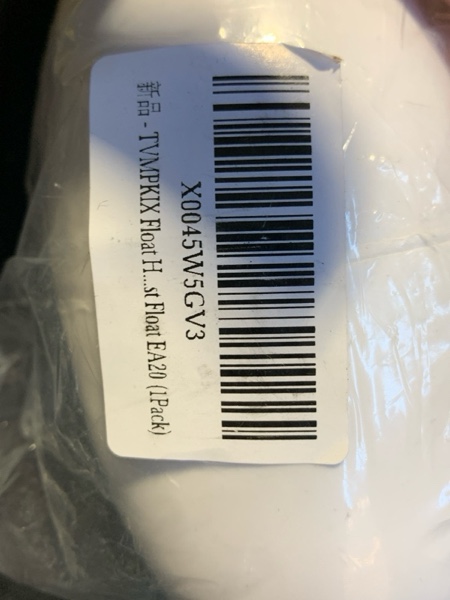 X0045W5GV3
新品 - TVMPKIX Float H...st Float EA20 (1Pack)